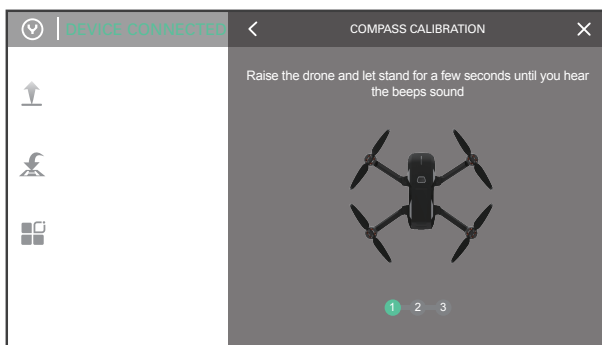 DEVICE CONNECTED
COMPASS CALIBRATION
Raise the drone and let stand for a few seconds until you hear
the beeps sound
1 2 3